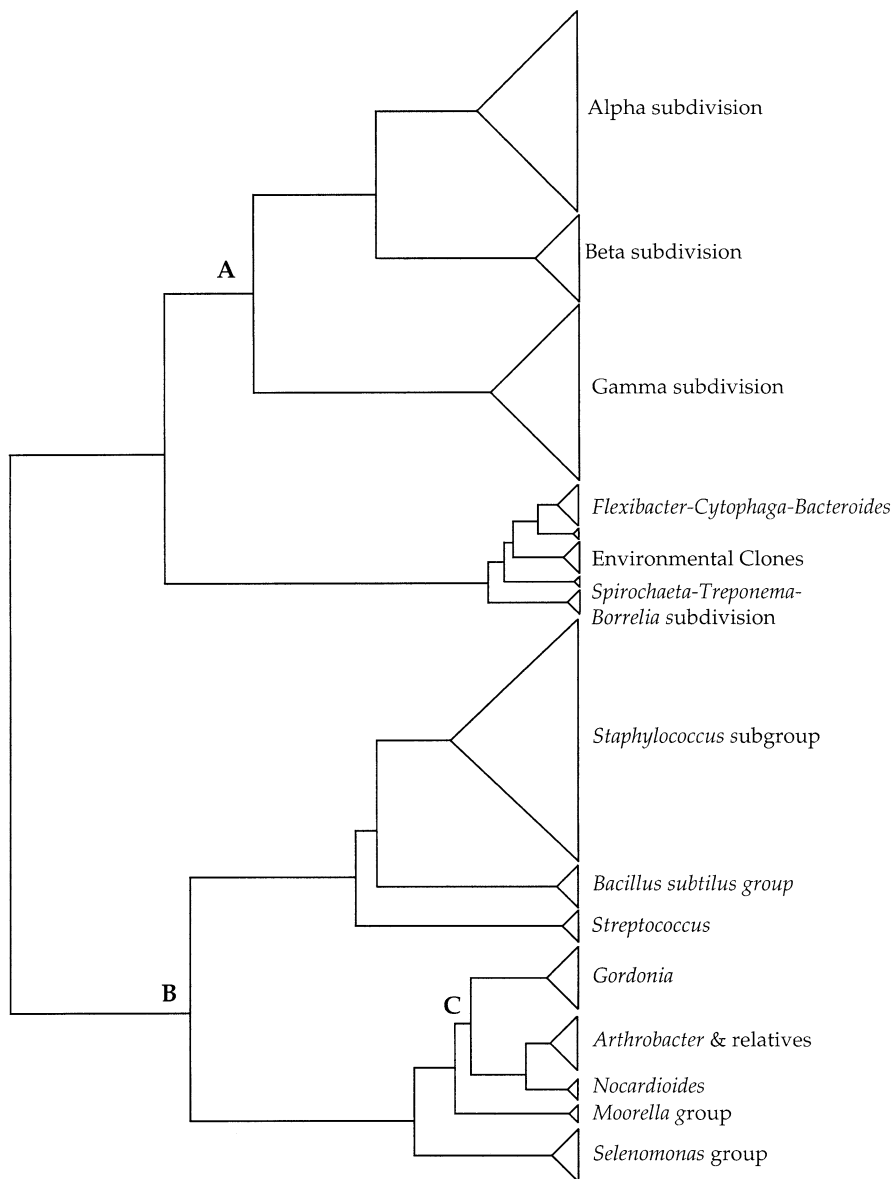 Alpha subdivision
Beta subdivision
A
Gamma subdivision
Flexibacter-Cytophaga-Bacteroides
Environmental Clones
Spirochaeta-Treponema-
Borrelia subdivision
Staphylococcus subgroup
Bacillus subtilus group
Streptococcus
Gordonia
B
C
Arthrobacter & relatives
Nocardioides
Moorella group
Selenomonas group